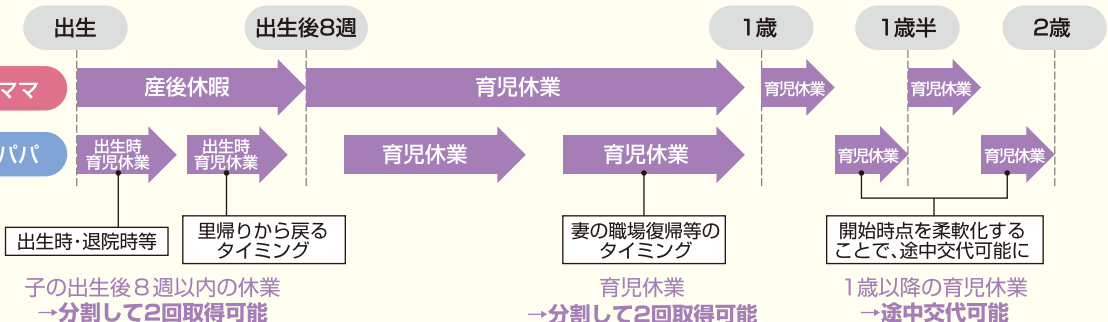 出生
出生後8週
1歳
1歳半
2歳
ママ
産後休暇
育児休業
育児休業
育児休業
パパ
出生時
育児休業
出生時
育児休業
育児休業
育児休業
育児休業
育児休業
出生時・退院時等
里帰りから戻る
タイミング
妻の職場復帰等の
タイミング
開始時点を柔軟化する
ことで、途中交代可能に
子の出生後8週以内の休業
→分割して2回取得可能
育児休業
→分割して2回取得可能
1歳以降の育児休業
→途中交代可能